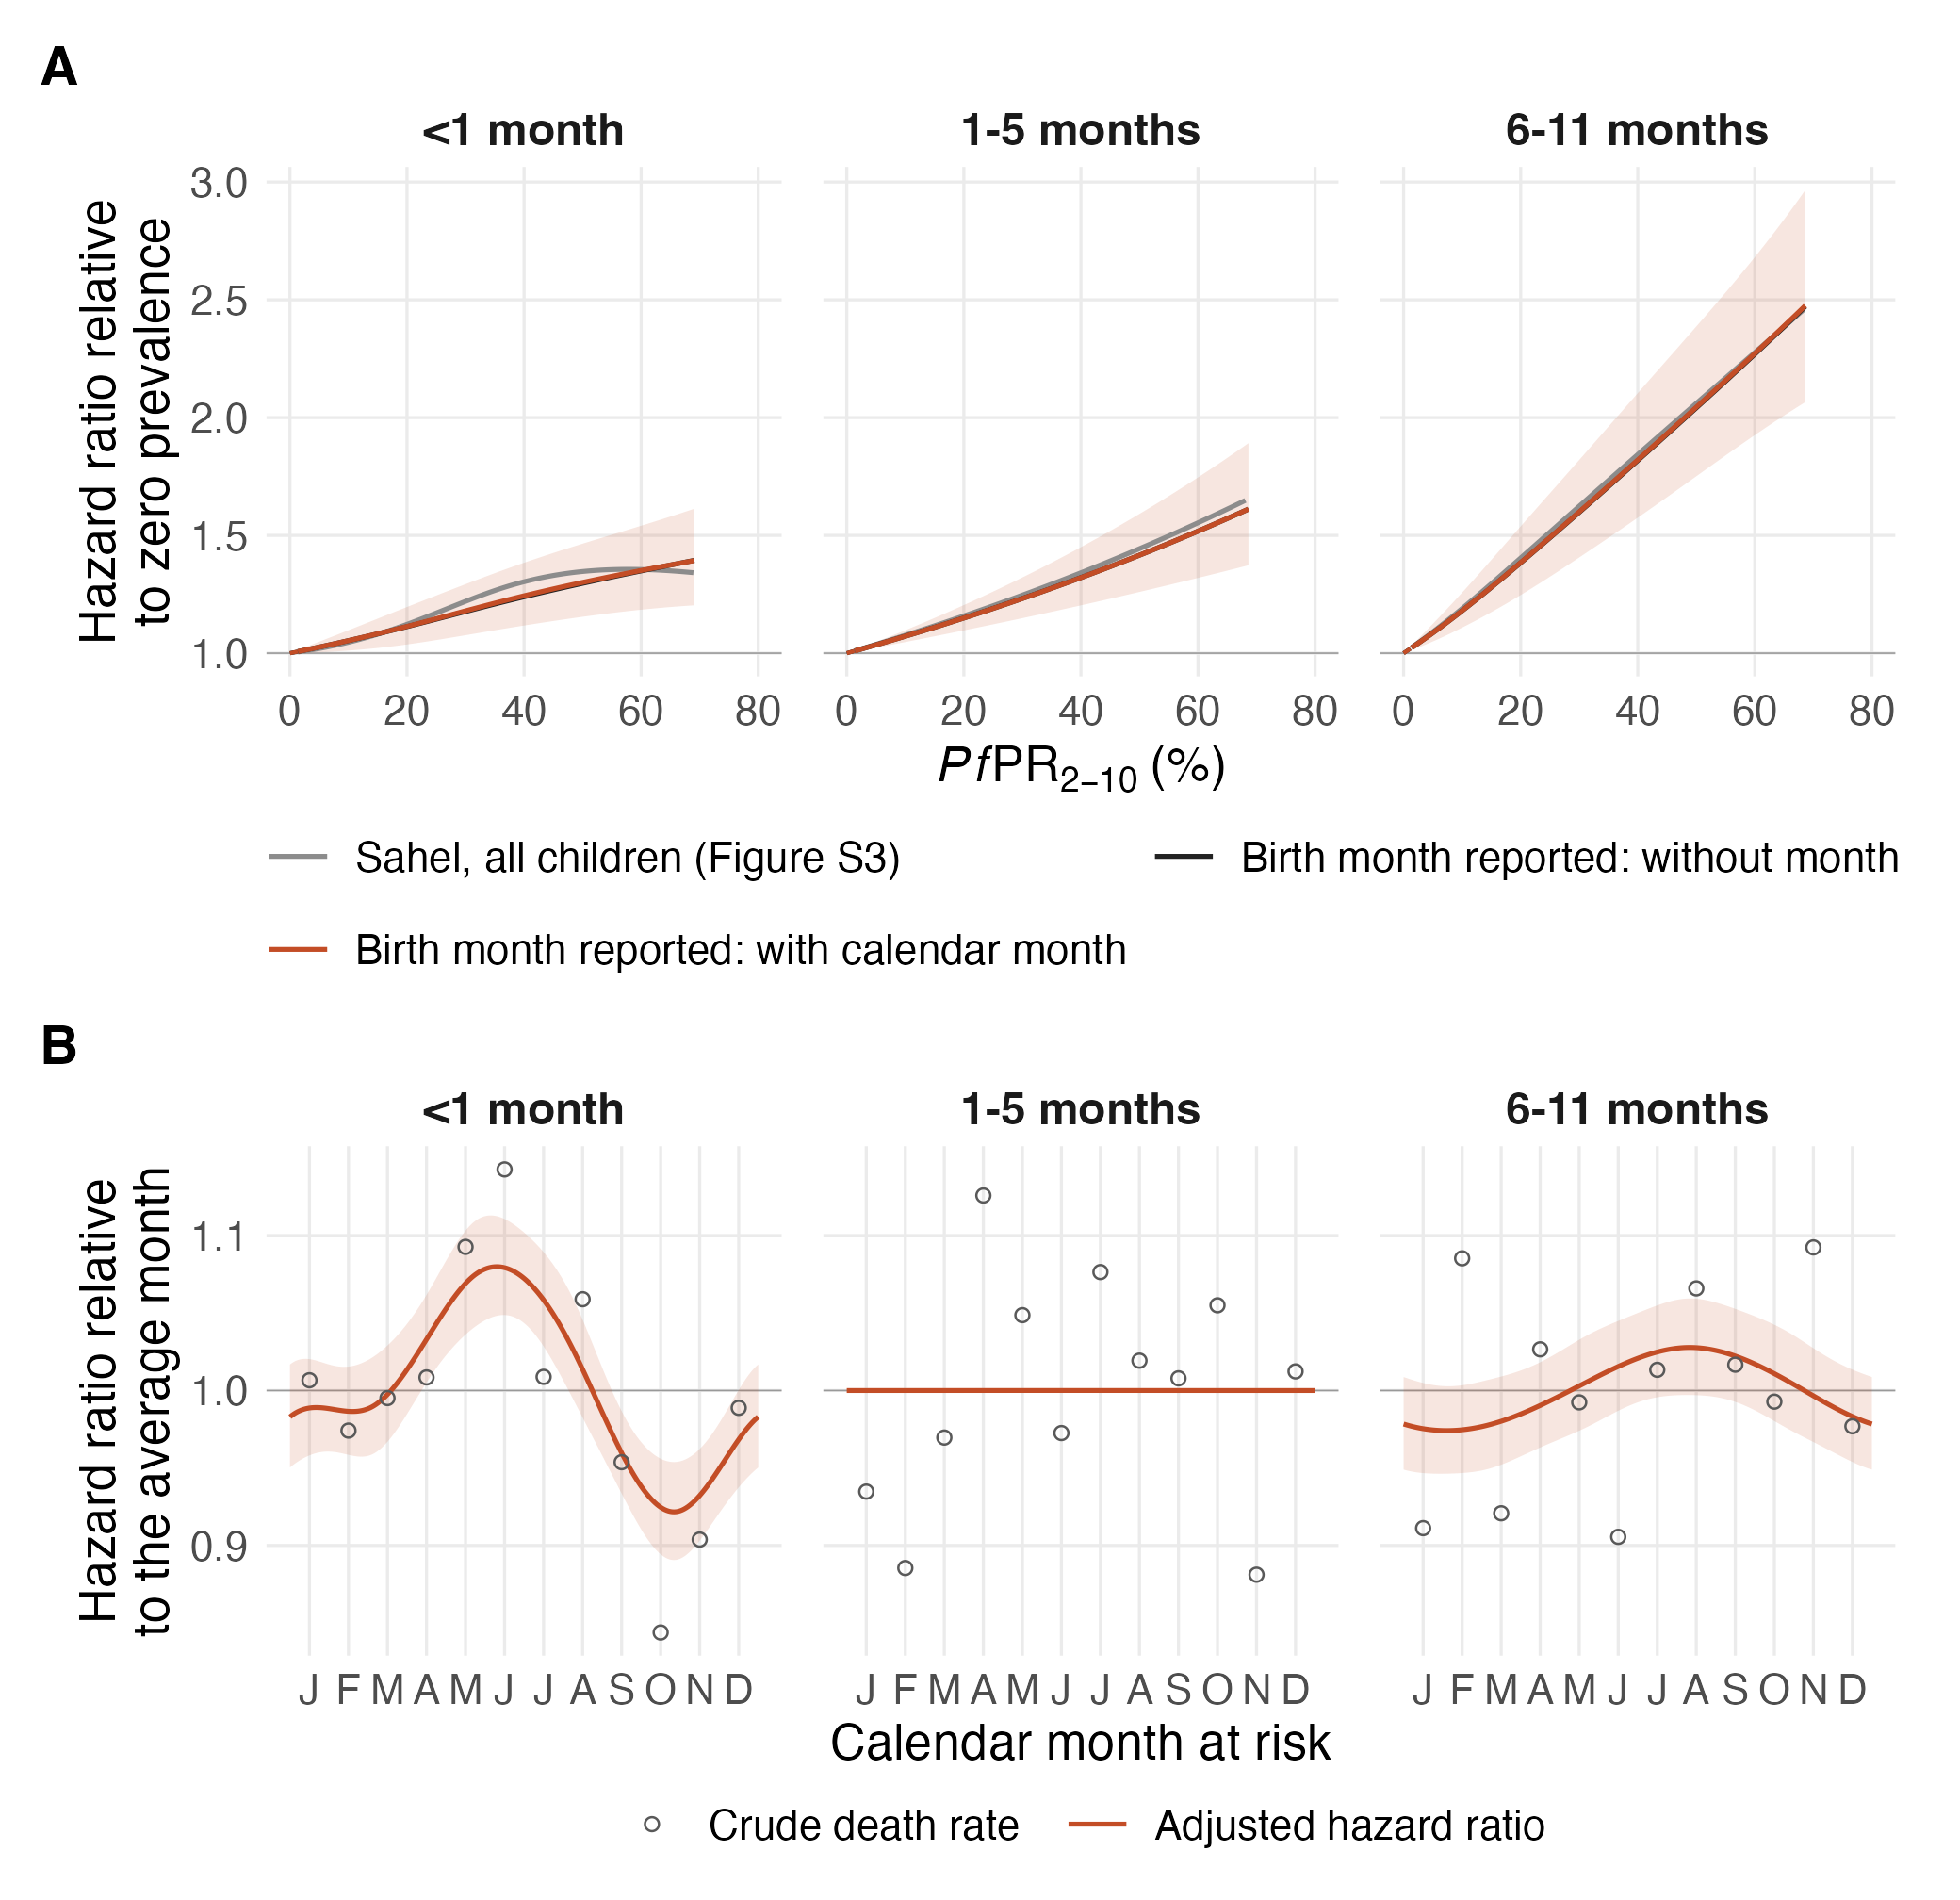 A
<1 month
1-5 months
6-11 months
Hazard ratio relative
to zero prevalence
3.0
2.5
2.0
1.5
1.0
0 20 40 60 80
0 20 40 60 80
0 20 40 60 80
PfPR2−10 (%)
Sahel, all children (Figure S3)
Birth month reported: without month
Birth month reported: with calendar month
B
<1 month
1-5 months
6-11 months
Hazard ratio relative
to the average month
1.1
1.0
0.9
J F M A M J J A S O N D
J F M A M J J A S O N D
J F M A M J J A S O N D
Calendar month at risk
Crude death rate
Adjusted hazard ratio